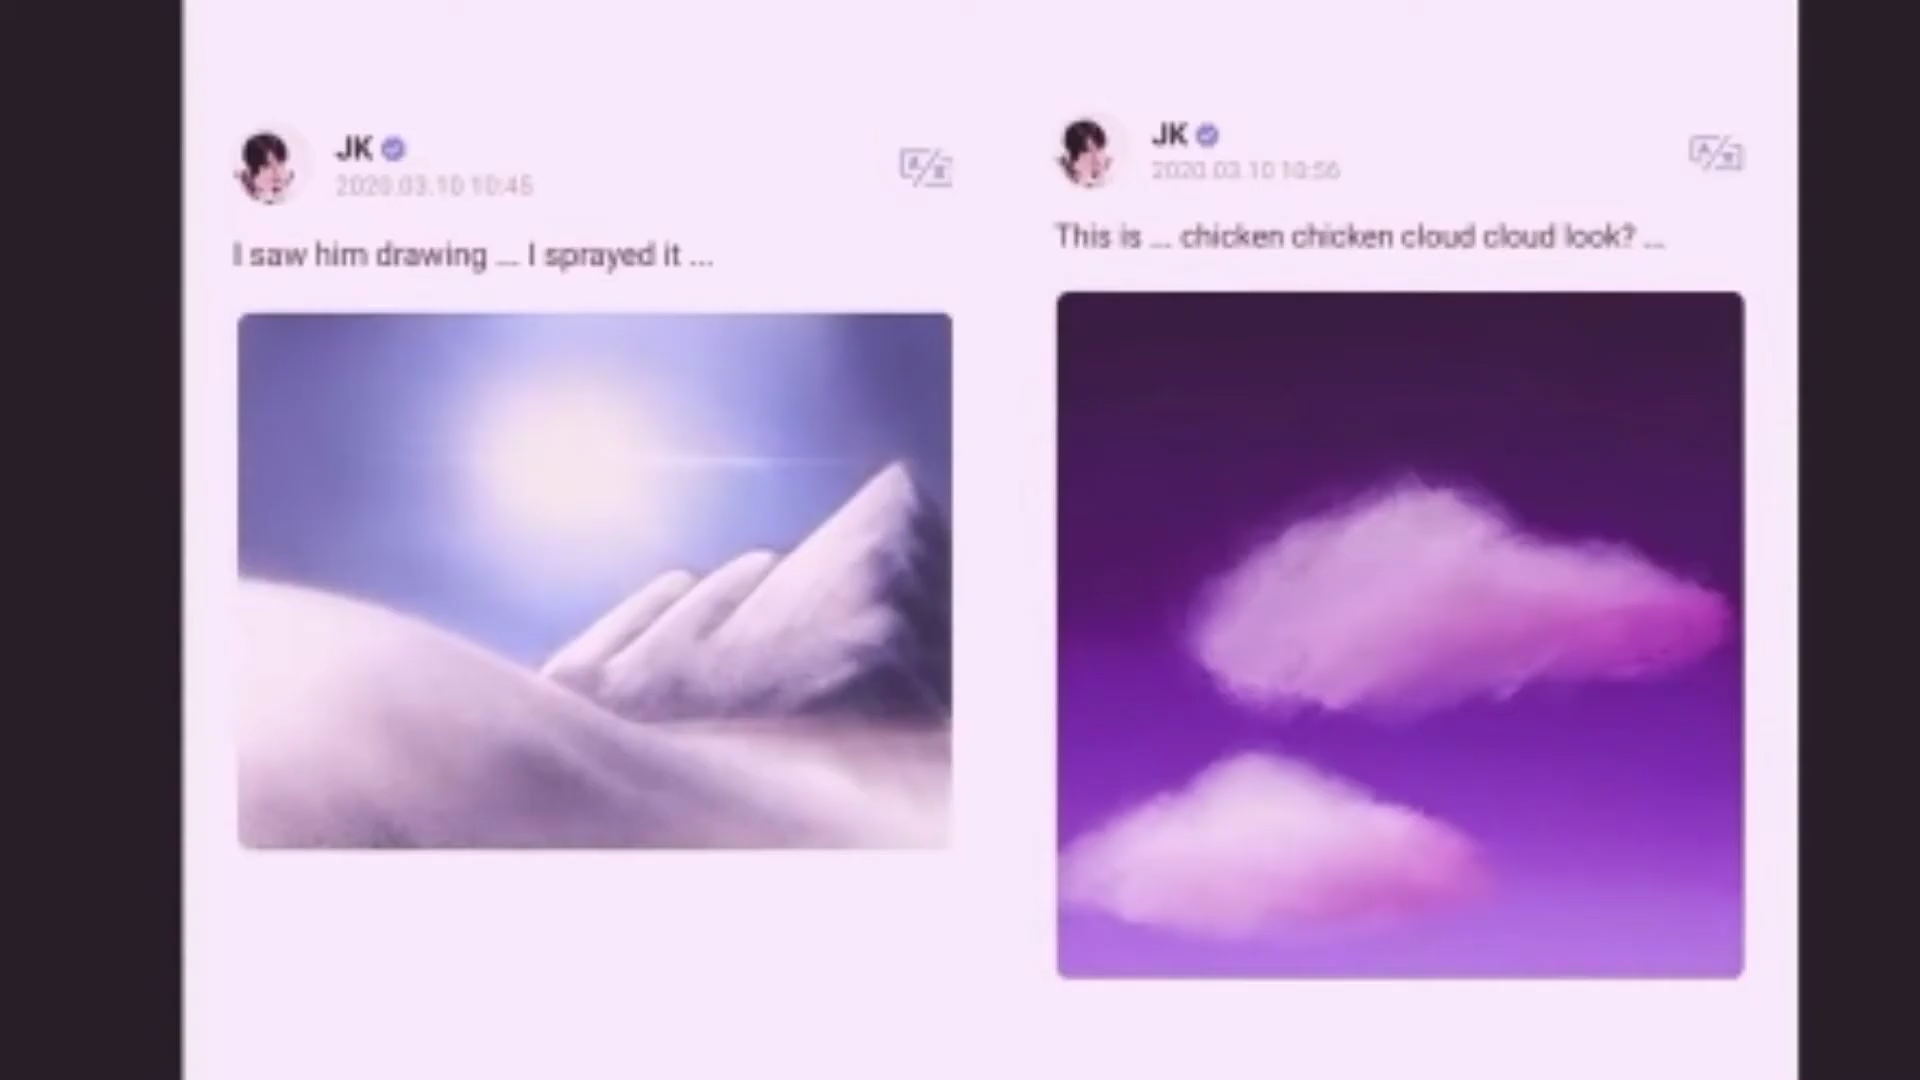 JK
2020.03.10 10:45
I saw him drawing ... I sprayed it ...
JK
2020.03.10 10:56
This is ... chicken chicken cloud cloud look? ...